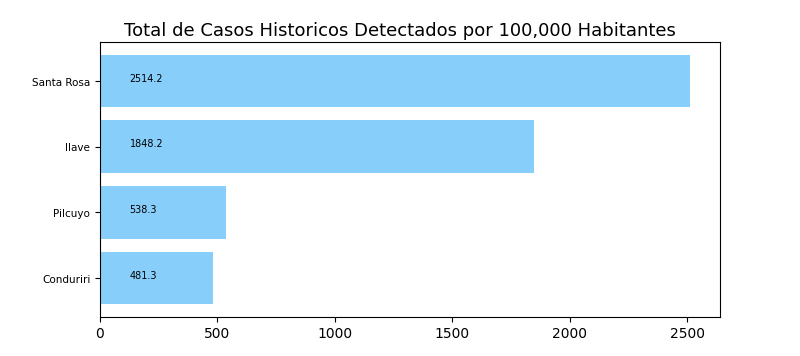 Total de Casos Historicos Detectados por 100,000 Habitantes
Santa Rosa
2514.2
Ilave
1848.2
Pilcuyo
538.3
Conduriri
481.3
0 500 1000 1500 2000 2500